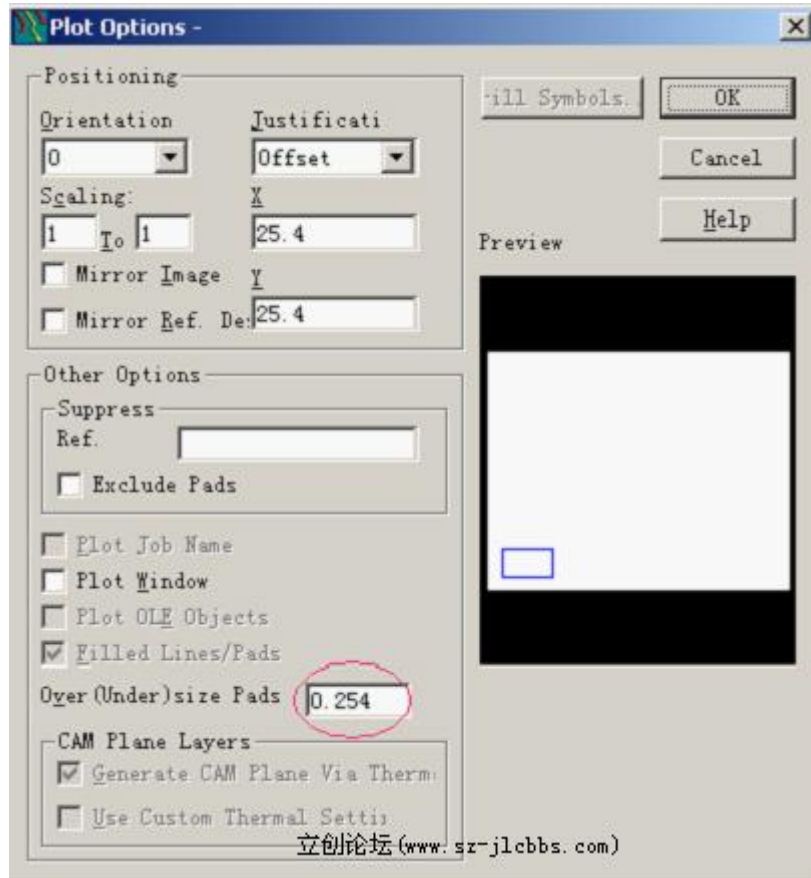 Plot Options -
Positioning
Orientation
Justificati
0
Offset
Scaling:
X
1 To 1
25.4
Mirror Image
Y
Mirror Ref. De:
25.4
ill Symbols.
OK
Cancel
Help
Preview
Other Options
Suppress
Ref.
Exclude Pads
Plot Job Name
Plot Window
Plot OLE Objects
Filled Lines/Pads
Over(Under)size Pads 0.254
CAM Plane Layers
Generate CAM Plane Via Therm
Use Custom Thermal Setti
立创论坛(www.sz-jlcbbs.com)